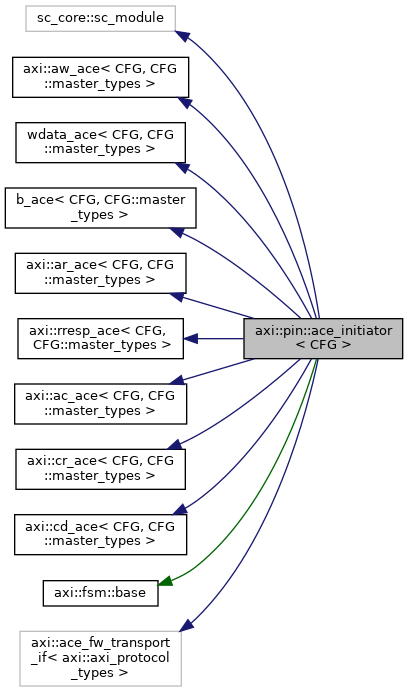 sc_core::sc_module
axi::aw_ace< CFG, CFG
::master_types >
wdata_ace< CFG, CFG
::master_types >
b_ace< CFG, CFG::master
_types >
axi::ar_ace< CFG, CFG
::master_types >
axi::rresp_ace< CFG,
CFG::master_types >
axi::pin::ace_initiator
< CFG >
axi::ac_ace< CFG, CFG
::master_types >
axi::cr_ace< CFG, CFG
::master_types >
axi::cd_ace< CFG, CFG
::master_types >
axi::fsm::base
axi::ace_fw_transport
_if< axi::axi_protocol
_types >